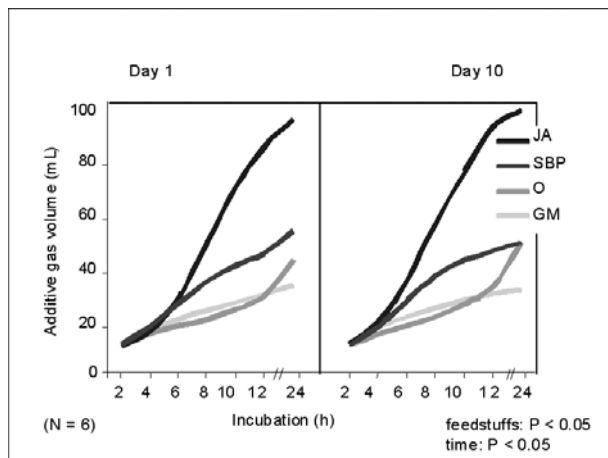 Day 1
Day 10
Additive gas volume (mL)
100
80
60
40
20
0
JA
SBP
O
GM
2 4 6 8 10 12 // 24
2 4 6 8 10 12 // 24
Incubation (h)
(N = 6)
feedstuffs: P < 0.05
time: P < 0.05